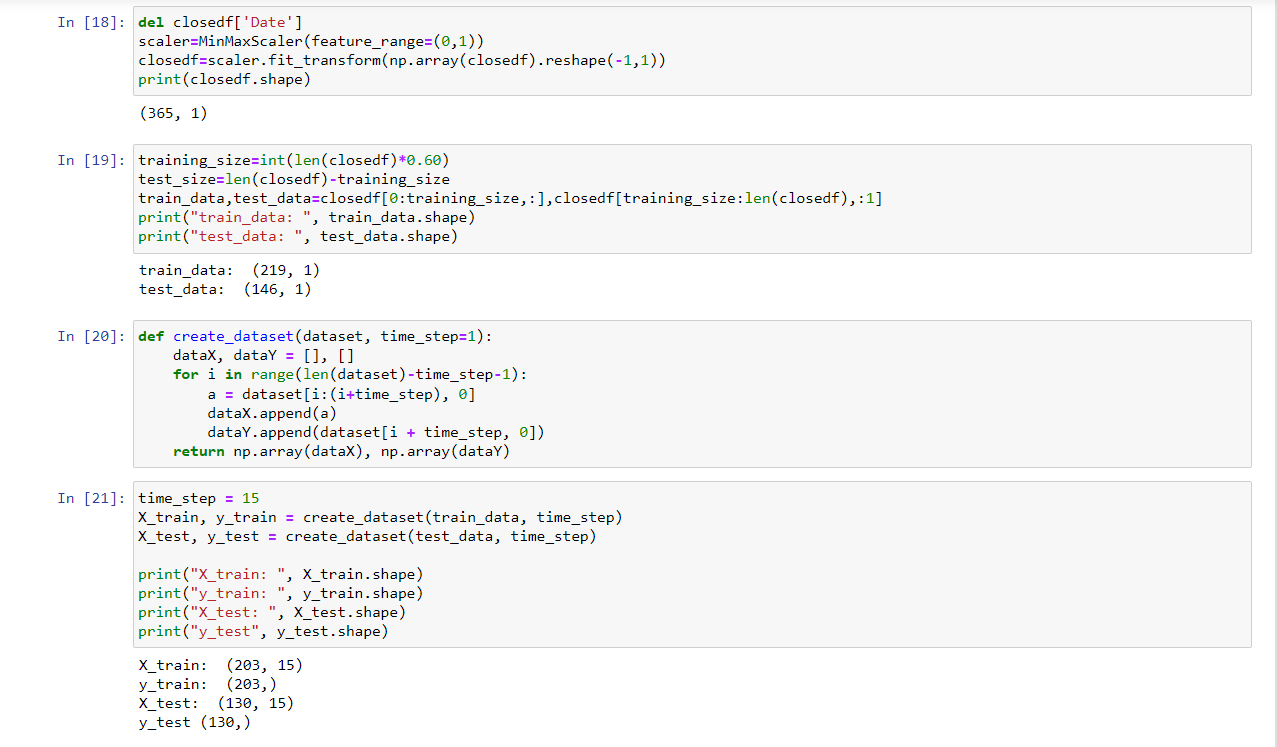 In [18]: del closedf['Date']
scaler=MinMaxScaler(feature_range=(0,1))
closedf=scaler.fit_transform(np.array(closedf).reshape(-1,1))
print(closedf.shape)
(365, 1)
In [19]: training_size=int(len(closedf)*0.60)
test_size=len(closedf)-training_size
train_data,test_data=closedf[0:training_size,:],closedf[training_size:len(closedf),:1]
print("train_data: ", train_data.shape)
print("test_data: ", test_data.shape)
train_data:  (219, 1)
test_data:  (146, 1)
In [20]: def create_dataset(dataset, time_step=1):
    dataX, dataY = [], []
    for i in range(len(dataset)-time_step-1):
        a = dataset[i:(i+time_step), 0]
        dataX.append(a)
        dataY.append(dataset[i + time_step, 0])
    return np.array(dataX), np.array(dataY)
In [21]: time_step = 15
X_train, y_train = create_dataset(train_data, time_step)
X_test, y_test = create_dataset(test_data, time_step)
print("X_train: ", X_train.shape)
print("y_train: ", y_train.shape)
print("X_test: ", X_test.shape)
print("y_test", y_test.shape)
X_train:  (203, 15)
y_train:  (203,)
X_test:  (130, 15)
y_test (130,)